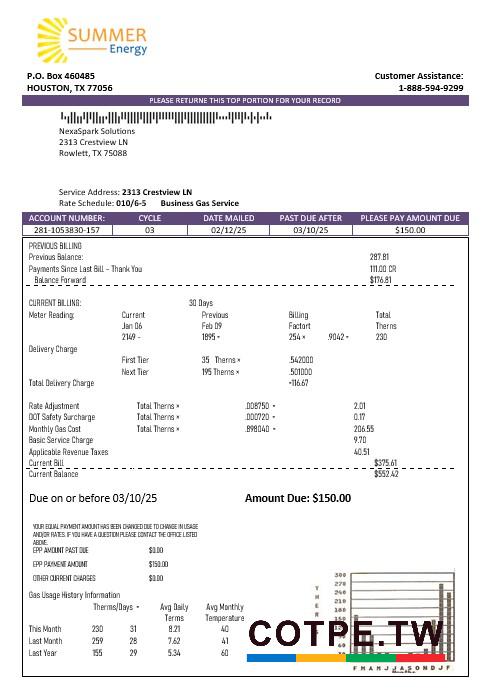 SUMMER
Energy
P.O. Box 460485 Customer Assistance:
HOUSTON, TX 77056 1-888-594-9299
PLEASE RETURNE THIS TOP PORTION FOR YOUR RECORD
NexaSpark Solutions
2313 Crestview LN
Rowlett, TX 75088
Service Address: 2313 Crestview LN
Rate Schedule: 010/6-5 Business Gas Service
ACCOUNT NUMBER: CYCLE DATE MAILED PAST DUE AFTER PLEASE PAY AMOUNT DUE
281-1053830-157 03 02/12/25 03/10/25 $150.00
PREVIOUS BILLING
Previous Balance: 287.81
Payments Since Last Bill - Thank You 111.00 CR
Balance Forward $176.81
CURRENT BILLING: 30 Days
Meter Reading: Current Previous Billing Total
Jan 06 Feb 09 Factort Therns
2149 - 1895 = 254 × .9042 = 230
Delivery Charge
First Tier 35 Therns × .542000
Next Tier 195 Therns × .501000
Total Delivery Charge =116.67
Rate Adjustment Total Therns × .008750 = 2.01
DOT Safety Surcharge Total Therns × .000720 = 0.17
Monthly Gas Cost Total Therns × .898040 = 206.55
Basic Service Charge 9.70
Applicable Revenue Taxes 40.51
Current Bill $375.61
Current Balance $552.42
Due on or before 03/10/25 Amount Due: $150.00
YOUR EQUAL PAYMENT AMOUNT HAS BEEN CHANGED DUE TO CHANGE IN USAGE
AND/OR RATES. IF YOU HAVE A QUESTION PLEASE CONTACT THE OFFICE LISTED
ABOVE.
EPP AMOUNT PAST DUE $0.00
EPP PAYMENT AMOUNT $150.00
OTHER CURRENT CHARGES $0.00
Gas Usage History Information
Therms/Days = Avg Daily Avg Monthly
Terms Temperature
This Month 230 31 8.21 40
Last Month 259 28 7.62 41
Last Year 155 29 5.34 60
300
270
240
210
180
150
120
90
60
30
F M A M J J A S O N D J F
COTPE.TW